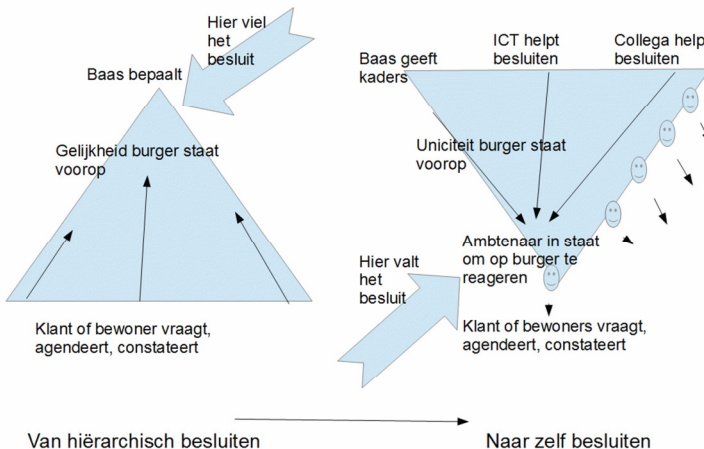 Hier viel
het
besluit
Baas bepaalt
Gelijkheid burger staat
voorop
Klant of bewoner vraagt,
agendeert, constateert
Van hiërarchisch besluiten
Baas geeft
kaders
ICT helpt
besluiten
Collega help
besluiten
Uniciteit burger staat
voorop
Ambtenaar in staat
om op burger te
reageren
Hier valt
het
besluit
Klant of bewoners vraagt,
agendeert, constateert
Naar zelf besluiten